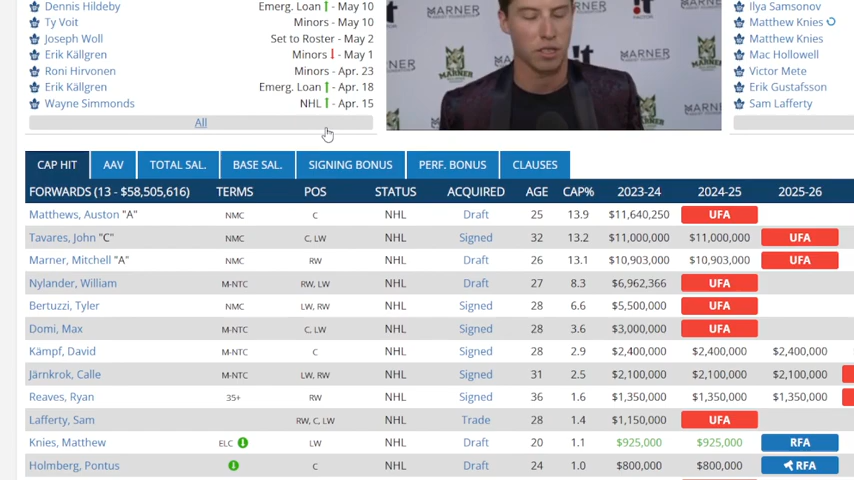 Dennis Hildeby Emerg. Loan - May 10
Ty Voit Minors - May 10
Joseph Woll Set to Roster - May 2
Erik Källgren Minors - May 1
Roni Hirvonen Minors - Apr. 23
Erik Källgren Emerg. Loan - Apr. 18
Wayne Simmonds NHL - Apr. 15
All
MARNER
MARNER
MARNER
MARNER
Ilya Samsonov
Matthew Knies
Matthew Knies
Mac Hollowell
Victor Mete
Erik Gustafsson
Sam Lafferty
CAP HIT AAV TOTAL SAL. BASE SAL. SIGNING BONUS PERF. BONUS CLAUSES
FORWARDS (13 - $58,505,616) TERMS POS STATUS ACQUIRED AGE CAP% 2023-24 2024-25 2025-26
Matthews, Auston "A" NMC C NHL Draft 25 13.9 $11,640,250 UFA
Tavares, John "C" NMC C, LW NHL Signed 32 13.2 $11,000,000 $11,000,000 UFA
Marner, Mitchell "A" NMC RW NHL Draft 26 13.1 $10,903,000 $10,903,000 UFA
Nylander, William M-NTC RW, LW NHL Draft 27 8.3 $6,962,366 UFA
Bertuzzi, Tyler NMC LW, RW NHL Signed 28 6.6 $5,500,000 UFA
Domi, Max M-NTC C, LW NHL Signed 28 3.6 $3,000,000 UFA
Kämpf, David M-NTC C NHL Signed 28 2.9 $2,400,000 $2,400,000 $2,400,000
Järnkrok, Calle M-NTC LW, RW NHL Signed 31 2.5 $2,100,000 $2,100,000 $2,100,000
Reaves, Ryan 35+ RW NHL Signed 36 1.6 $1,350,000 $1,350,000 $1,350,000
Lafferty, Sam RW, C, LW NHL Trade 28 1.4 $1,150,000 UFA
Knies, Matthew ELC LW NHL Draft 20 1.1 $925,000 $925,000 RFA
Holmberg, Pontus C NHL Draft 24 1.0 $800,000 $800,000 RFA